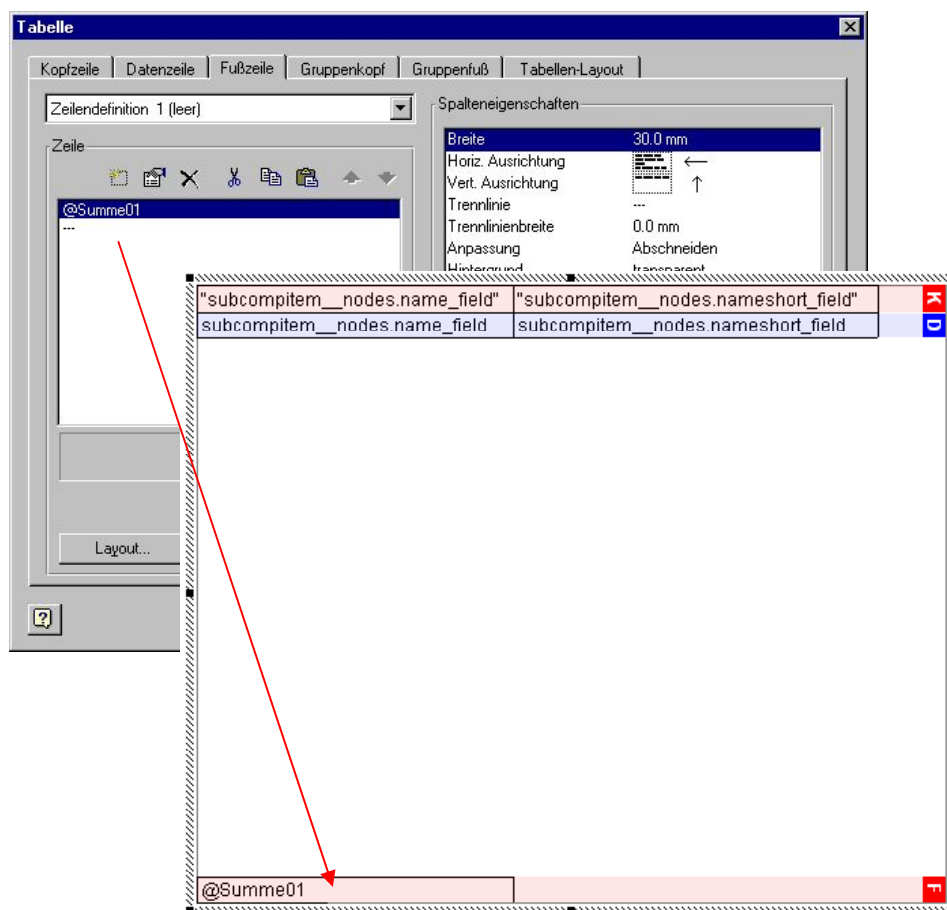 Tabelle
Kopfzeile Datenzeile Fußzeile Gruppenkopf Gruppenfuß Tabellen-Layout
Zeilendefinition 1 (leer)
Zeile
@Summe01
---
Layout...
Spalteneigenschaften
Breite 30.0 mm
Horiz. Ausrichtung
Vert. Ausrichtung
Trennlinie ---
Trennlinienbreite 0.0 mm
Anpassung Abschneiden
Hintergrund transparent
"subcompitem__nodes.name_field" "subcompitem__nodes.nameshort_field" K
subcompitem__nodes.name_field subcompitem__nodes.nameshort_field D
@Summe01 F